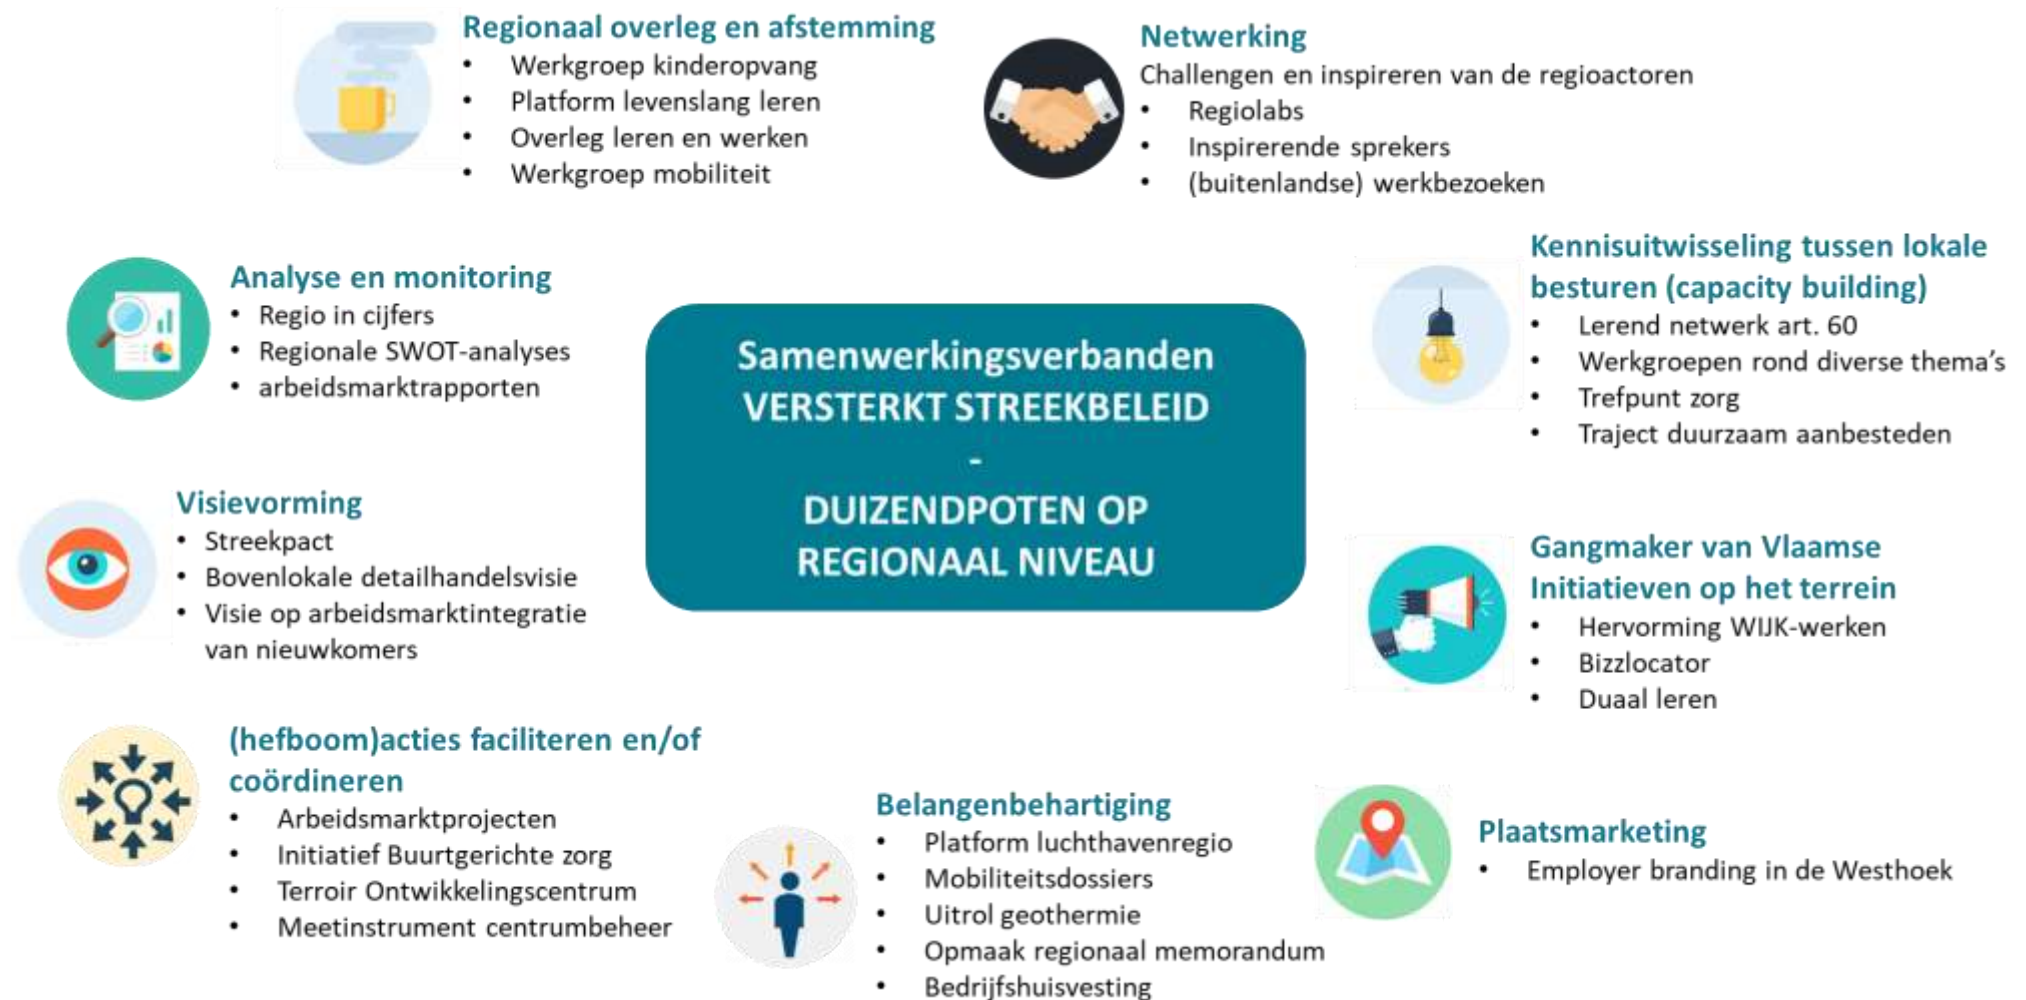 Regionaal overleg en afstemming
• Werkgroep kinderopvang
• Platform levenslang leren
• Overleg leren en werken
• Werkgroep mobiliteit
Netwerking
Challengen en inspireren van de regioactoren
• Regiolabs
• Inspirerende sprekers
• (buitenlandse) werkbezoeken
Analyse en monitoring
• Regio in cijfers
• Regionale SWOT-analyses
• arbeidsmarktrapporten
Samenwerkingsverbanden
VERSTERKT STREEKBELEID
-
DUIZENDPOTEN OP
REGIONAAL NIVEAU
Kennisuitwisseling tussen lokale
besturen (capacity building)
• Lerend netwerk art. 60
• Werkgroepen rond diverse thema's
• Trefpunt zorg
• Traject duurzaam aanbesteden
Visievorming
• Streekpact
• Bovenlokale detailhandelsvisie
• Visie op arbeidsmarktintegratie
van nieuwkomers
Gangmaker van Vlaamse
Initiatieven op het terrein
• Hervorming WIJK-werken
• Bizzlocator
• Duaal leren
(hefboom)acties faciliteren en/of
coördineren
• Arbeidsmarktprojecten
• Initiatief Buurtgerichte zorg
• Terroir Ontwikkelingscentrum
• Meetinstrument centrumbeheer
Belangenbehartiging
• Platform luchthavenregio
• Mobiliteitsdossiers
• Uitrol geothermie
• Opmaak regionaal memorandum
• Bedrijfshuisvesting
Plaatsmarketing
• Employer branding in de Westhoek